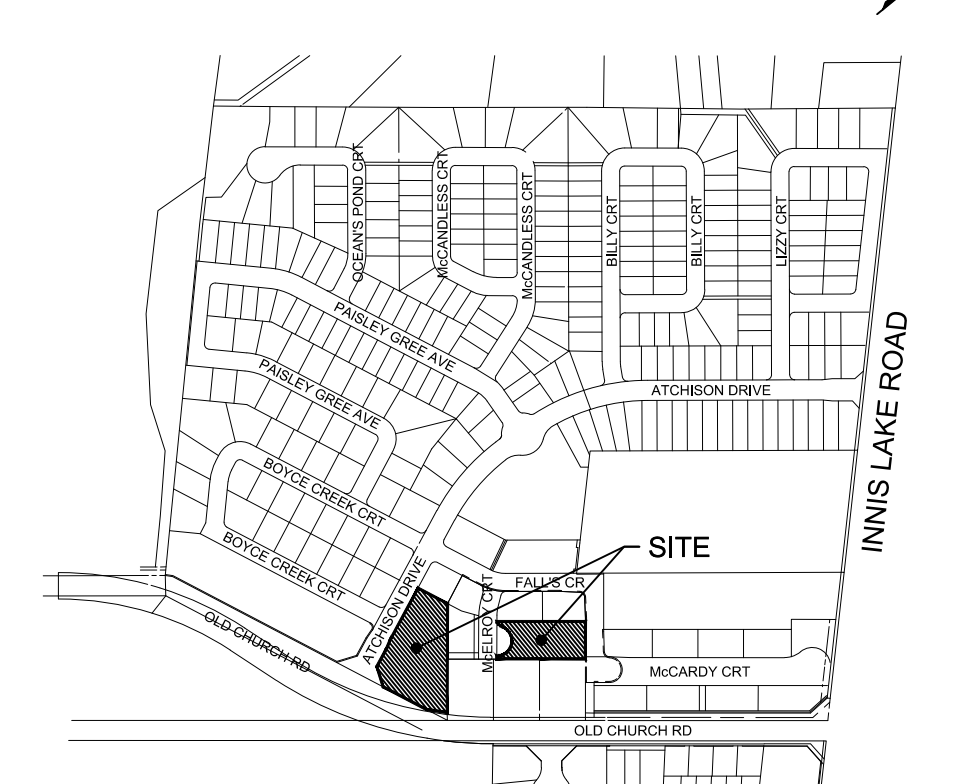 OCEAN'S POND CRT
McCANDLESS CRT
McCANDLESS CRT
BILLY CRT
BILLY CRT
LIZZY CRT
PAISLEY GREE AVE
PAISLEY GREE AVE
ATCHISON DRIVE
INNIS LAKE ROAD
BOYCE CREEK CRT
BOYCE CREEK CRT
SITE
ATCHISON DRIVE
FALL'S CR
McELROY CRT
OLD CHURCH RD
McCARDY CRT
OLD CHURCH RD